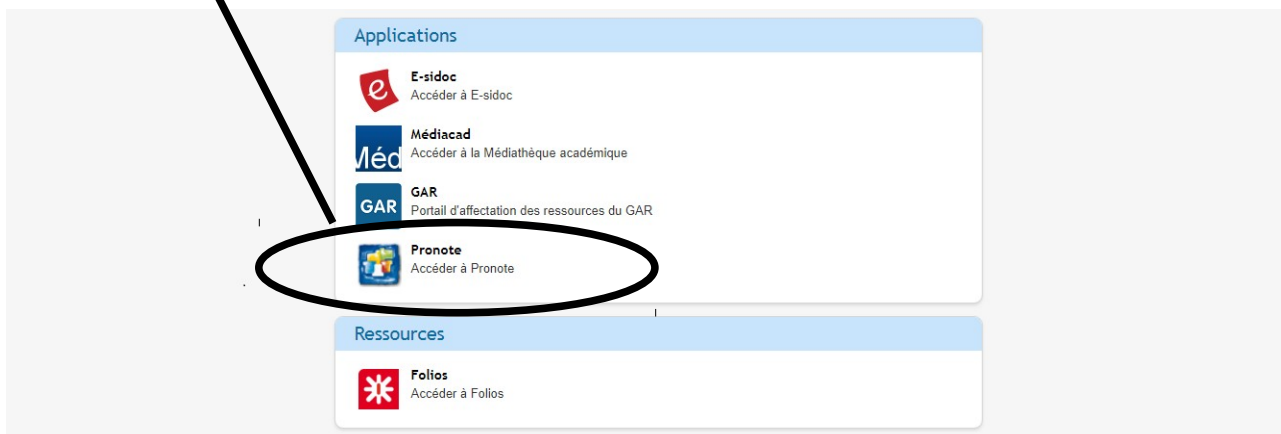 Applications
E-sidoc
Accéder à E-sidoc
Médiacad
Méd
Accéder à la Médiathèque académique
GAR
GAR
Portail d'affectation des ressources du GAR
Pronote
Accéder à Pronote
Ressources
Folios
Accéder à Folios